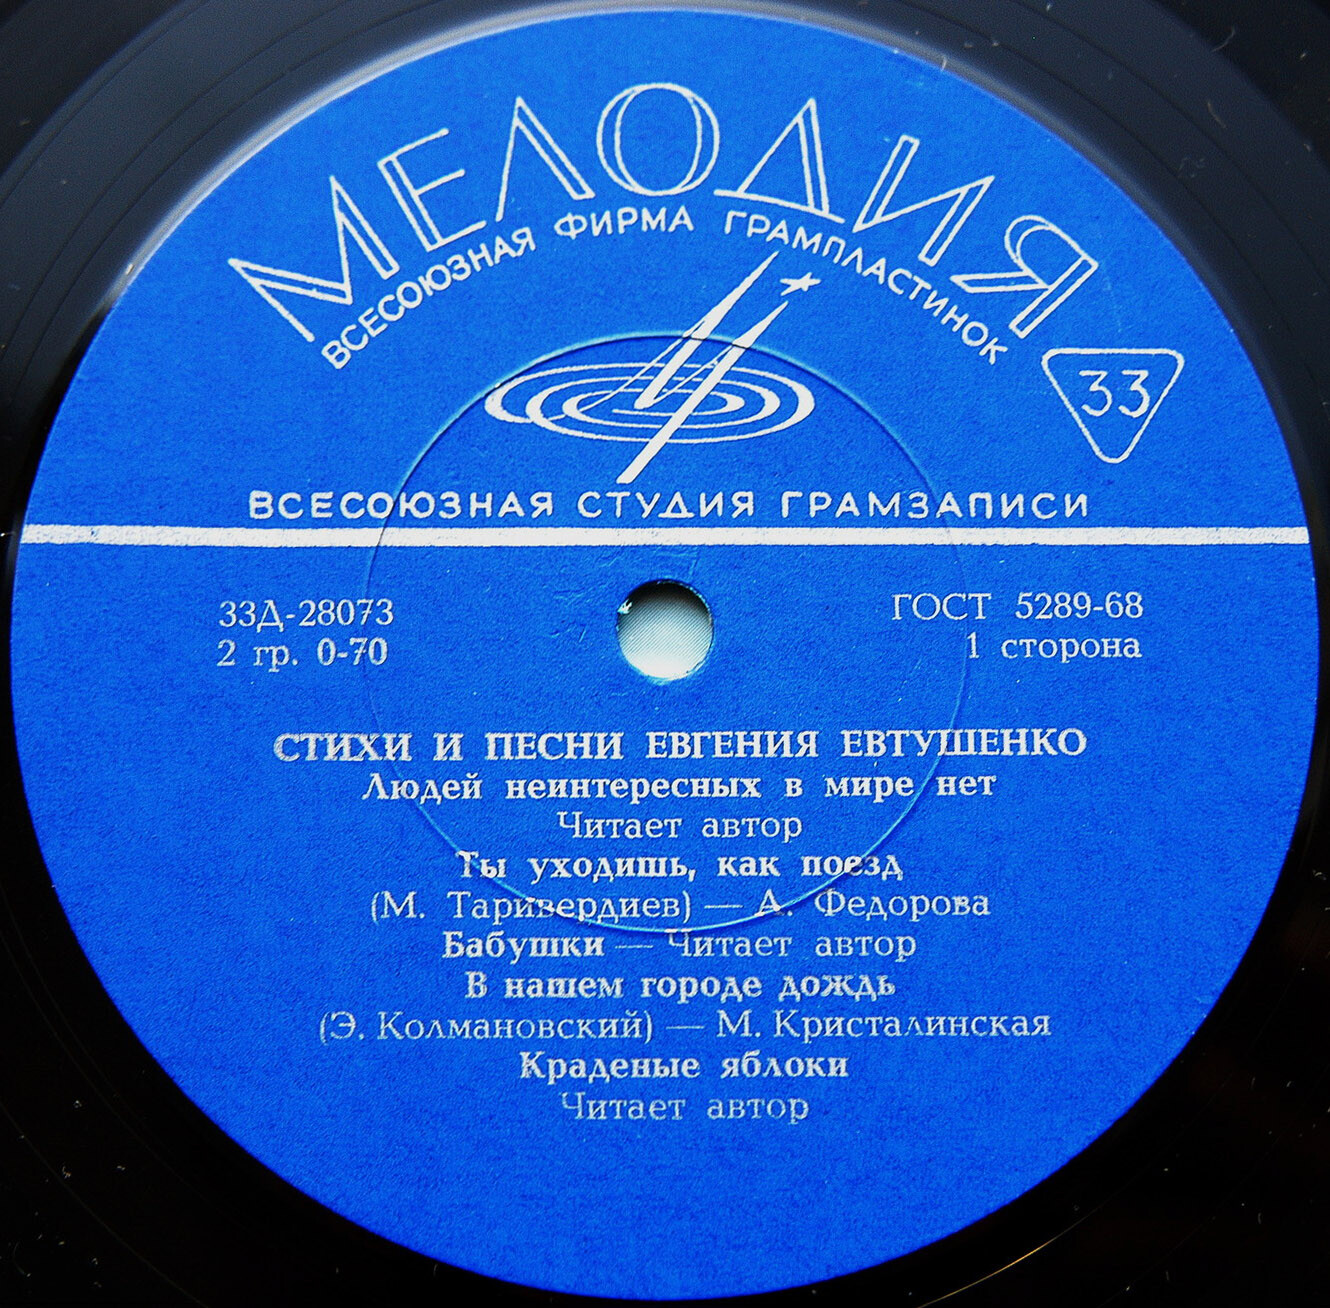 МЕЛОДИЯ
ВСЕСОЮЗНАЯ ФИРМА ГРАМПЛАСТИНОК
33
ВСЕСОЮЗНАЯ СТУДИЯ ГРАМЗАПИСИ
33Д-28073
2 гр. 0-70
ГОСТ 5289-68
1 сторона
СТИХИ И ПЕСНИ ЕВГЕНИЯ ЕВТУШЕНКО
Людей неинтересных в мире нет
Читает автор
Ты уходишь, как поезд
(М. Таривердиев) — А. Федорова
Бабушки — Читает автор
В нашем городе дождь
(Э. Колмановский) — М. Кристалинская
Краденые яблоки
Читает автор